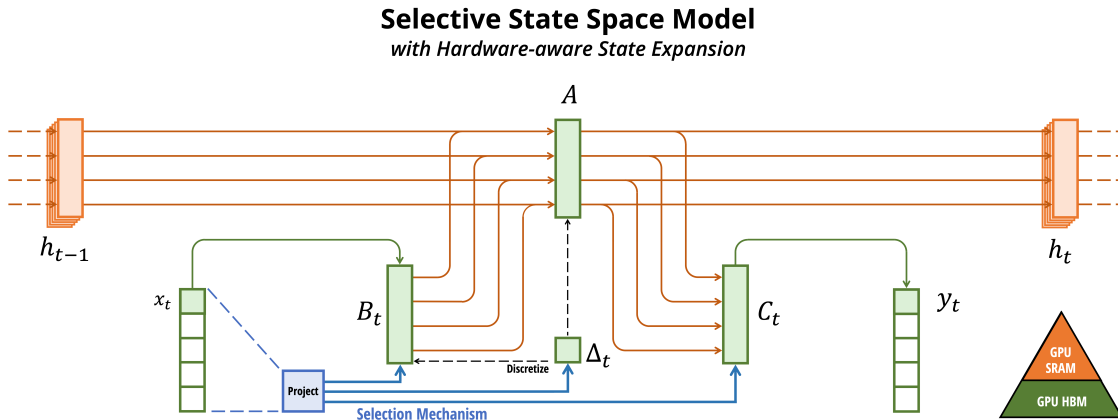 Selective State Space Model
with Hardware-aware State Expansion
A
h_{t-1}
h_t
x_t
B_t
C_t
y_t
Δ_t
Discretize
Project
Selection Mechanism
GPU
SRAM
GPU HBM